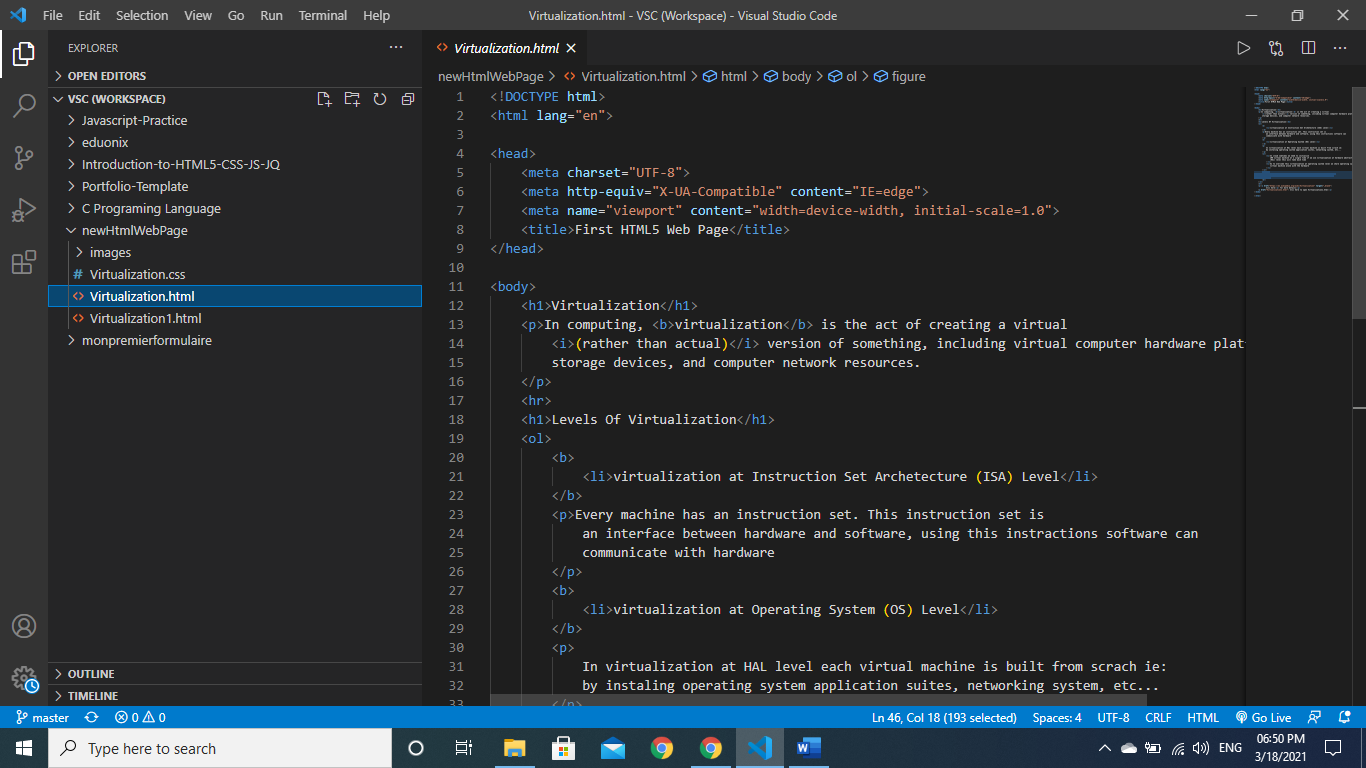 File Edit Selection View Go Run Terminal Help Virtualization.html - VSC (Workspace) - Visual Studio Code
EXPLORER
OPEN EDITORS
VSC (WORKSPACE)
Javascript-Practice
eduonix
Introduction-to-HTML5-CSS-JS-JQ
Portfolio-Template
C Programing Language
newHtmlWebPage
images
# Virtualization.css
Virtualization.html
Virtualization1.html
monpremierformulaire
OUTLINE
TIMELINE
Virtualization.html
newHtmlWebPage > Virtualization.html > html > body > ol > figure
1 <!DOCTYPE html>
2 <html lang="en">
3
4 <head>
5 <meta charset="UTF-8">
6 <meta http-equiv="X-UA-Compatible" content="IE=edge">
7 <meta name="viewport" content="width=device-width, initial-scale=1.0">
8 <title>First HTML5 Web Page</title>
9 </head>
10
11 <body>
12 <h1>Virtualization</h1>
13 <p>In computing, <b>virtualization</b> is the act of creating a virtual
14 <i>(rather than actual)</i> version of something, including virtual computer hardware plat
15 storage devices, and computer network resources.
16 </p>
17 <hr>
18 <h1>Levels Of Virtualization</h1>
19 <ol>
20 <b>
21 <li>virtualization at Instruction Set Archetecture (ISA) Level</li>
22 </b>
23 <p>Every machine has an instruction set. This instruction set is
24 an interface between hardware and software, using this instractions software can
25 communicate with hardware
26 </p>
27 <b>
28 <li>virtualization at Operating System (OS) Level</li>
29 </b>
30 <p>
31 In virtualization at HAL level each virtual machine is built from scrach ie:
32 by instaling operating system application suites, networking system, etc...
33 </p>
master 0 0 Ln 46, Col 18 (193 selected) Spaces: 4 UTF-8 CRLF HTML Go Live
Type here to search
ENG
06:50 PM
3/18/2021